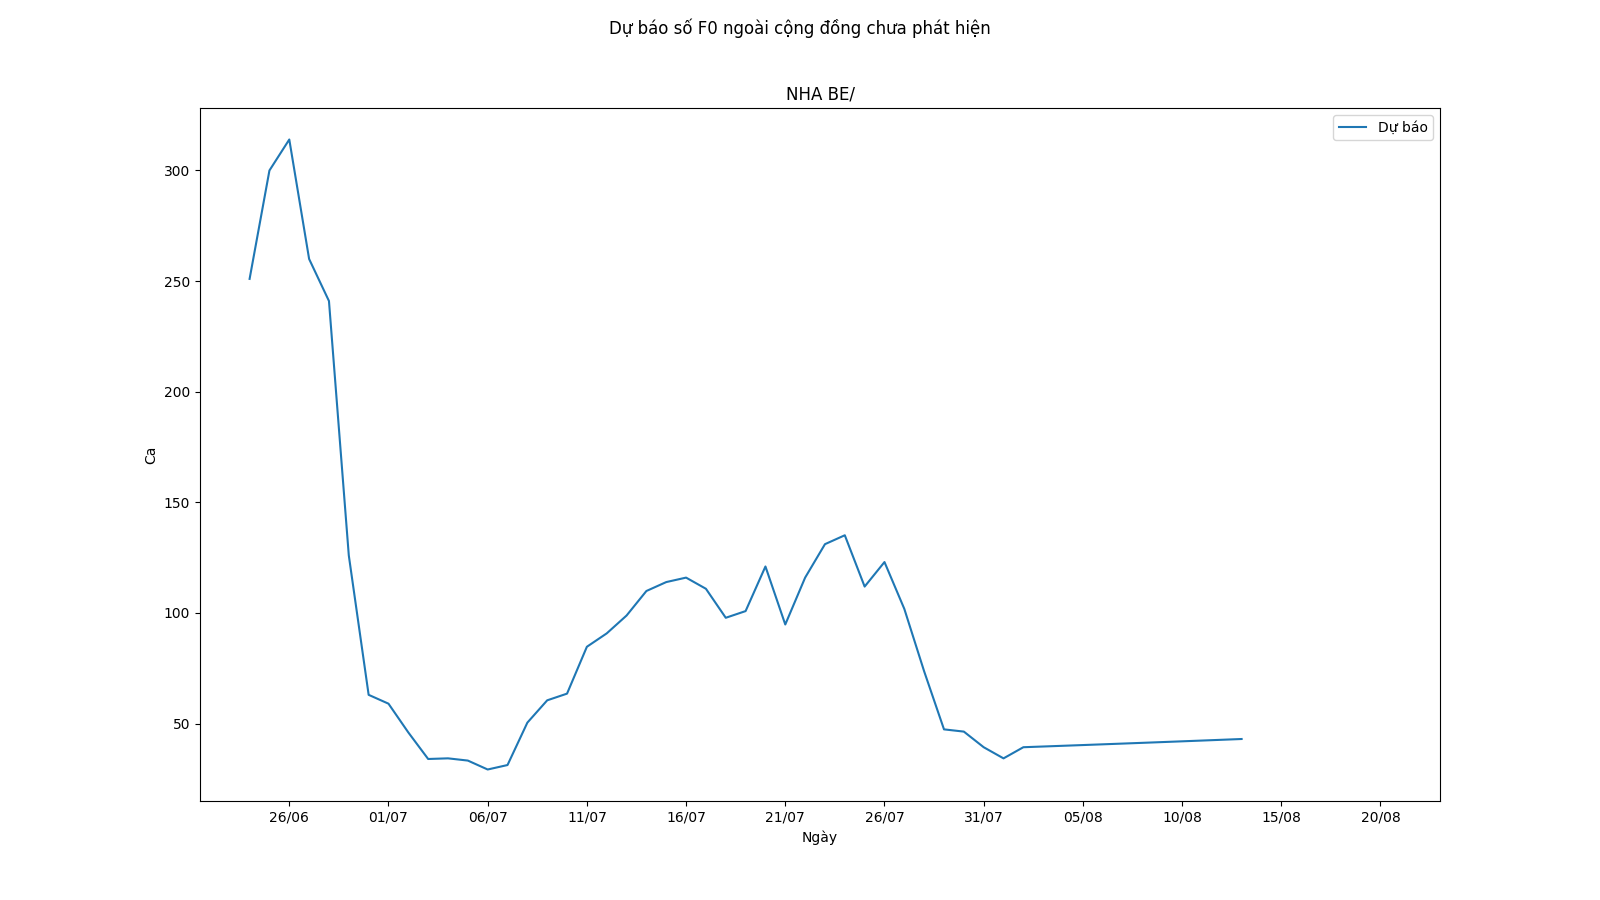 Dự báo số F0 ngoài cộng đồng chưa phát hiện
NHA BE/
Dự báo
300
250
200
150
100
50
Ca
26/06 01/07 06/07 11/07 16/07 21/07 26/07 31/07 05/08 10/08 15/08 20/08
Ngày